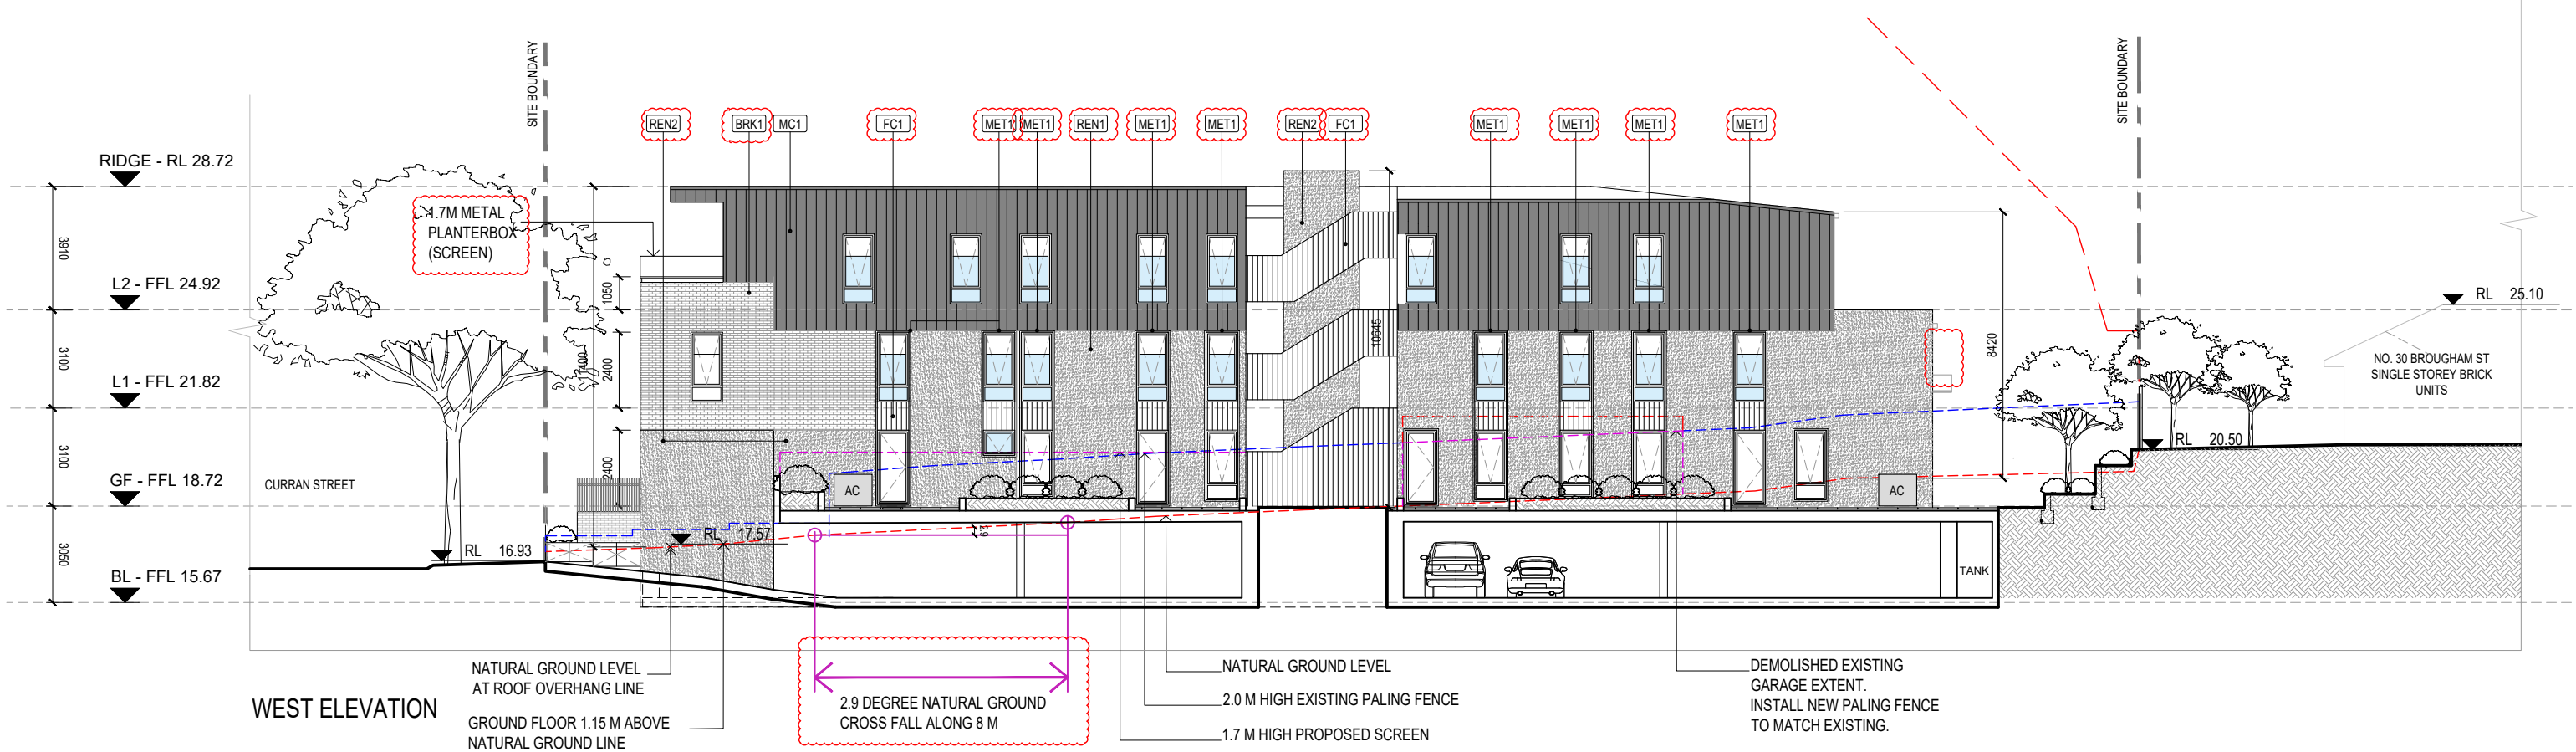 SITE BOUNDARY
SITE BOUNDARY
REN2
BRK1
MC1
FC1
MET1
MET1
REN1
MET1
MET1
REN2
FC1
MET1
MET1
MET1
MET1
RIDGE - RL 28.72
1.7M METAL
PLANTERBOX
(SCREEN)
3910
L2 - FFL 24.92
1050
RL 25.10
3100
11400
2400
10645
8420
L1 - FFL 21.82
NO. 30 BROUGHAM ST
SINGLE STOREY BRICK
UNITS
3100
2400
RL 20.50
GF - FFL 18.72
CURRAN STREET
AC
AC
RL 17.57
2.9
RL 16.93
3050
BL - FFL 15.67
TANK
NATURAL GROUND LEVEL
AT ROOF OVERHANG LINE
GROUND FLOOR 1.15 M ABOVE
NATURAL GROUND LINE
2.9 DEGREE NATURAL GROUND
CROSS FALL ALONG 8 M
NATURAL GROUND LEVEL
2.0 M HIGH EXISTING PALING FENCE
1.7 M HIGH PROPOSED SCREEN
DEMOLISHED EXISTING
GARAGE EXTENT.
INSTALL NEW PALING FENCE
TO MATCH EXISTING.
WEST ELEVATION